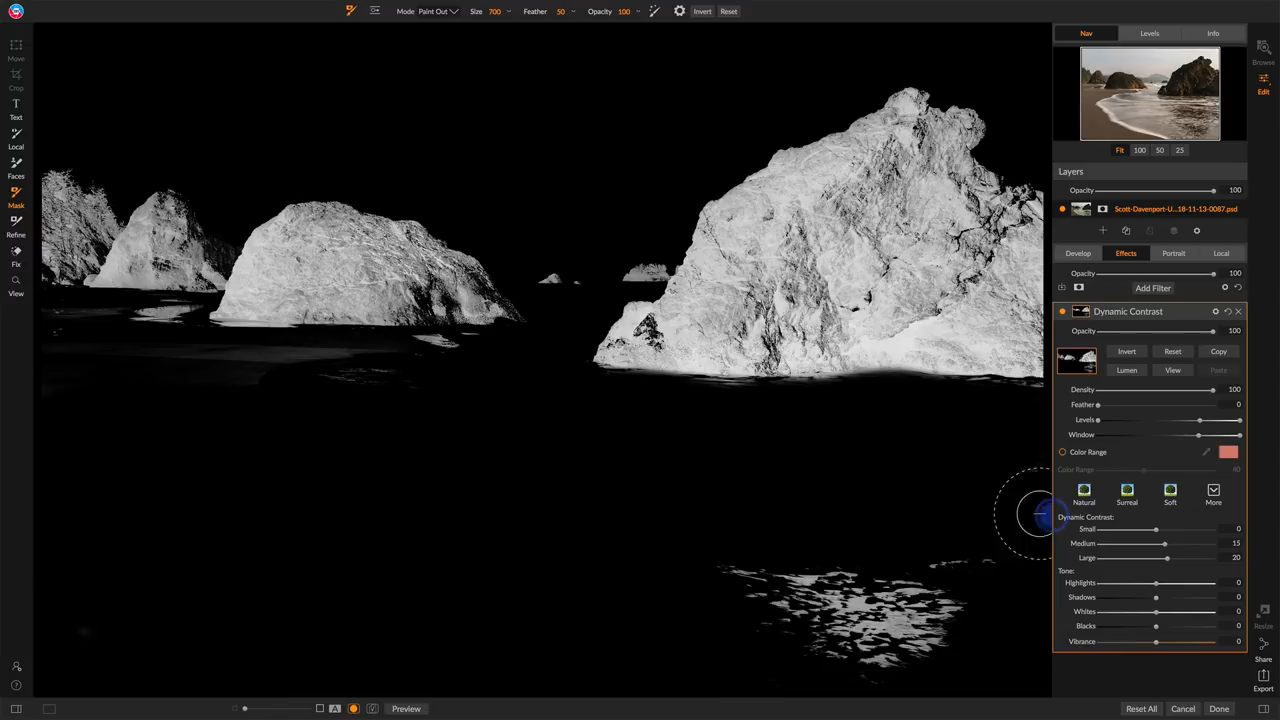 Mode Paint Out Size 700 Feather 50 Opacity 100 Invert Reset
Nav Levels Info
Move
Crop
Text
Local
Faces
Mask
Refine
Fix
View
Browse
Edit
Fit 100 50 25
Layers
Opacity 100
Scott-Davenport-U...18-11-13-0087.psd
Develop Effects Portrait Local
Opacity 100
Add Filter
Dynamic Contrast
Opacity 100
Invert Reset Copy
Lumen View Paste
Density 100
Feather 0
Levels
Window
Color Range
Color Range 40
Natural Surreal Soft More
Dynamic Contrast:
Small 0
Medium 15
Large 20
Tone:
Highlights 0
Shadows 0
Whites 0
Blacks 0
Vibrance 0
Resize
Share
Export
A Preview Reset All Cancel Done